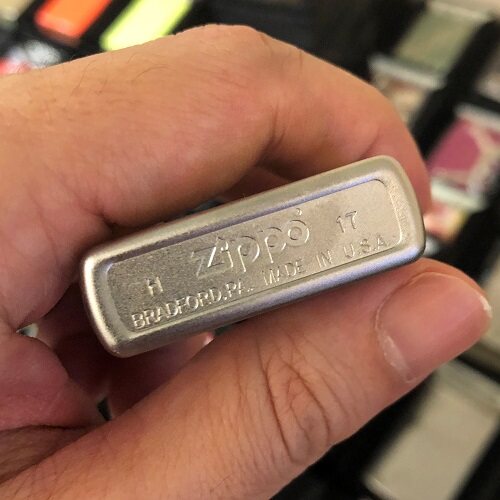 H zippo 17
BRADFORD.PA. MADE IN U.S.A.